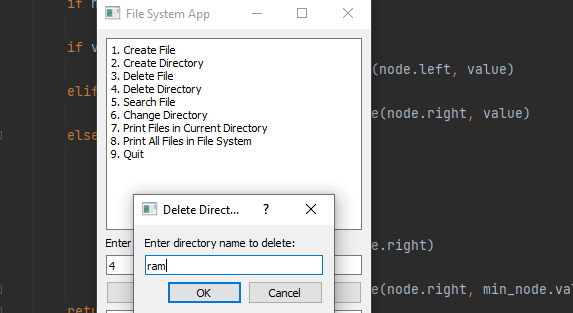 if
File System App
if v
1. Create File
2. Create Directory
(node.left, value)
3. Delete File
elif
4. Delete Directory
5. Search File
6. Change Directory
e(node.right, value)
7. Print Files in Current Directory
else
8. Print All Files in File System
9. Quit
Delete Direct... ?
Enter
Enter directory name to delete:
e.right)
4
ram
OK Cancel
e(node.right, min_node.va
retu